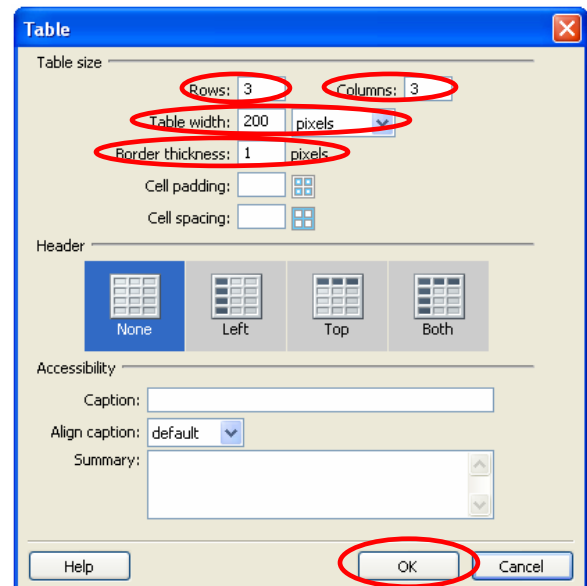 Table
Table size
Rows: 3 Columns: 3
Table width: 200 pixels
Border thickness: 1 pixels
Cell padding:
Cell spacing:
Header
None Left Top Both
Accessibility
Caption:
Align caption: default
Summary:
Help OK Cancel